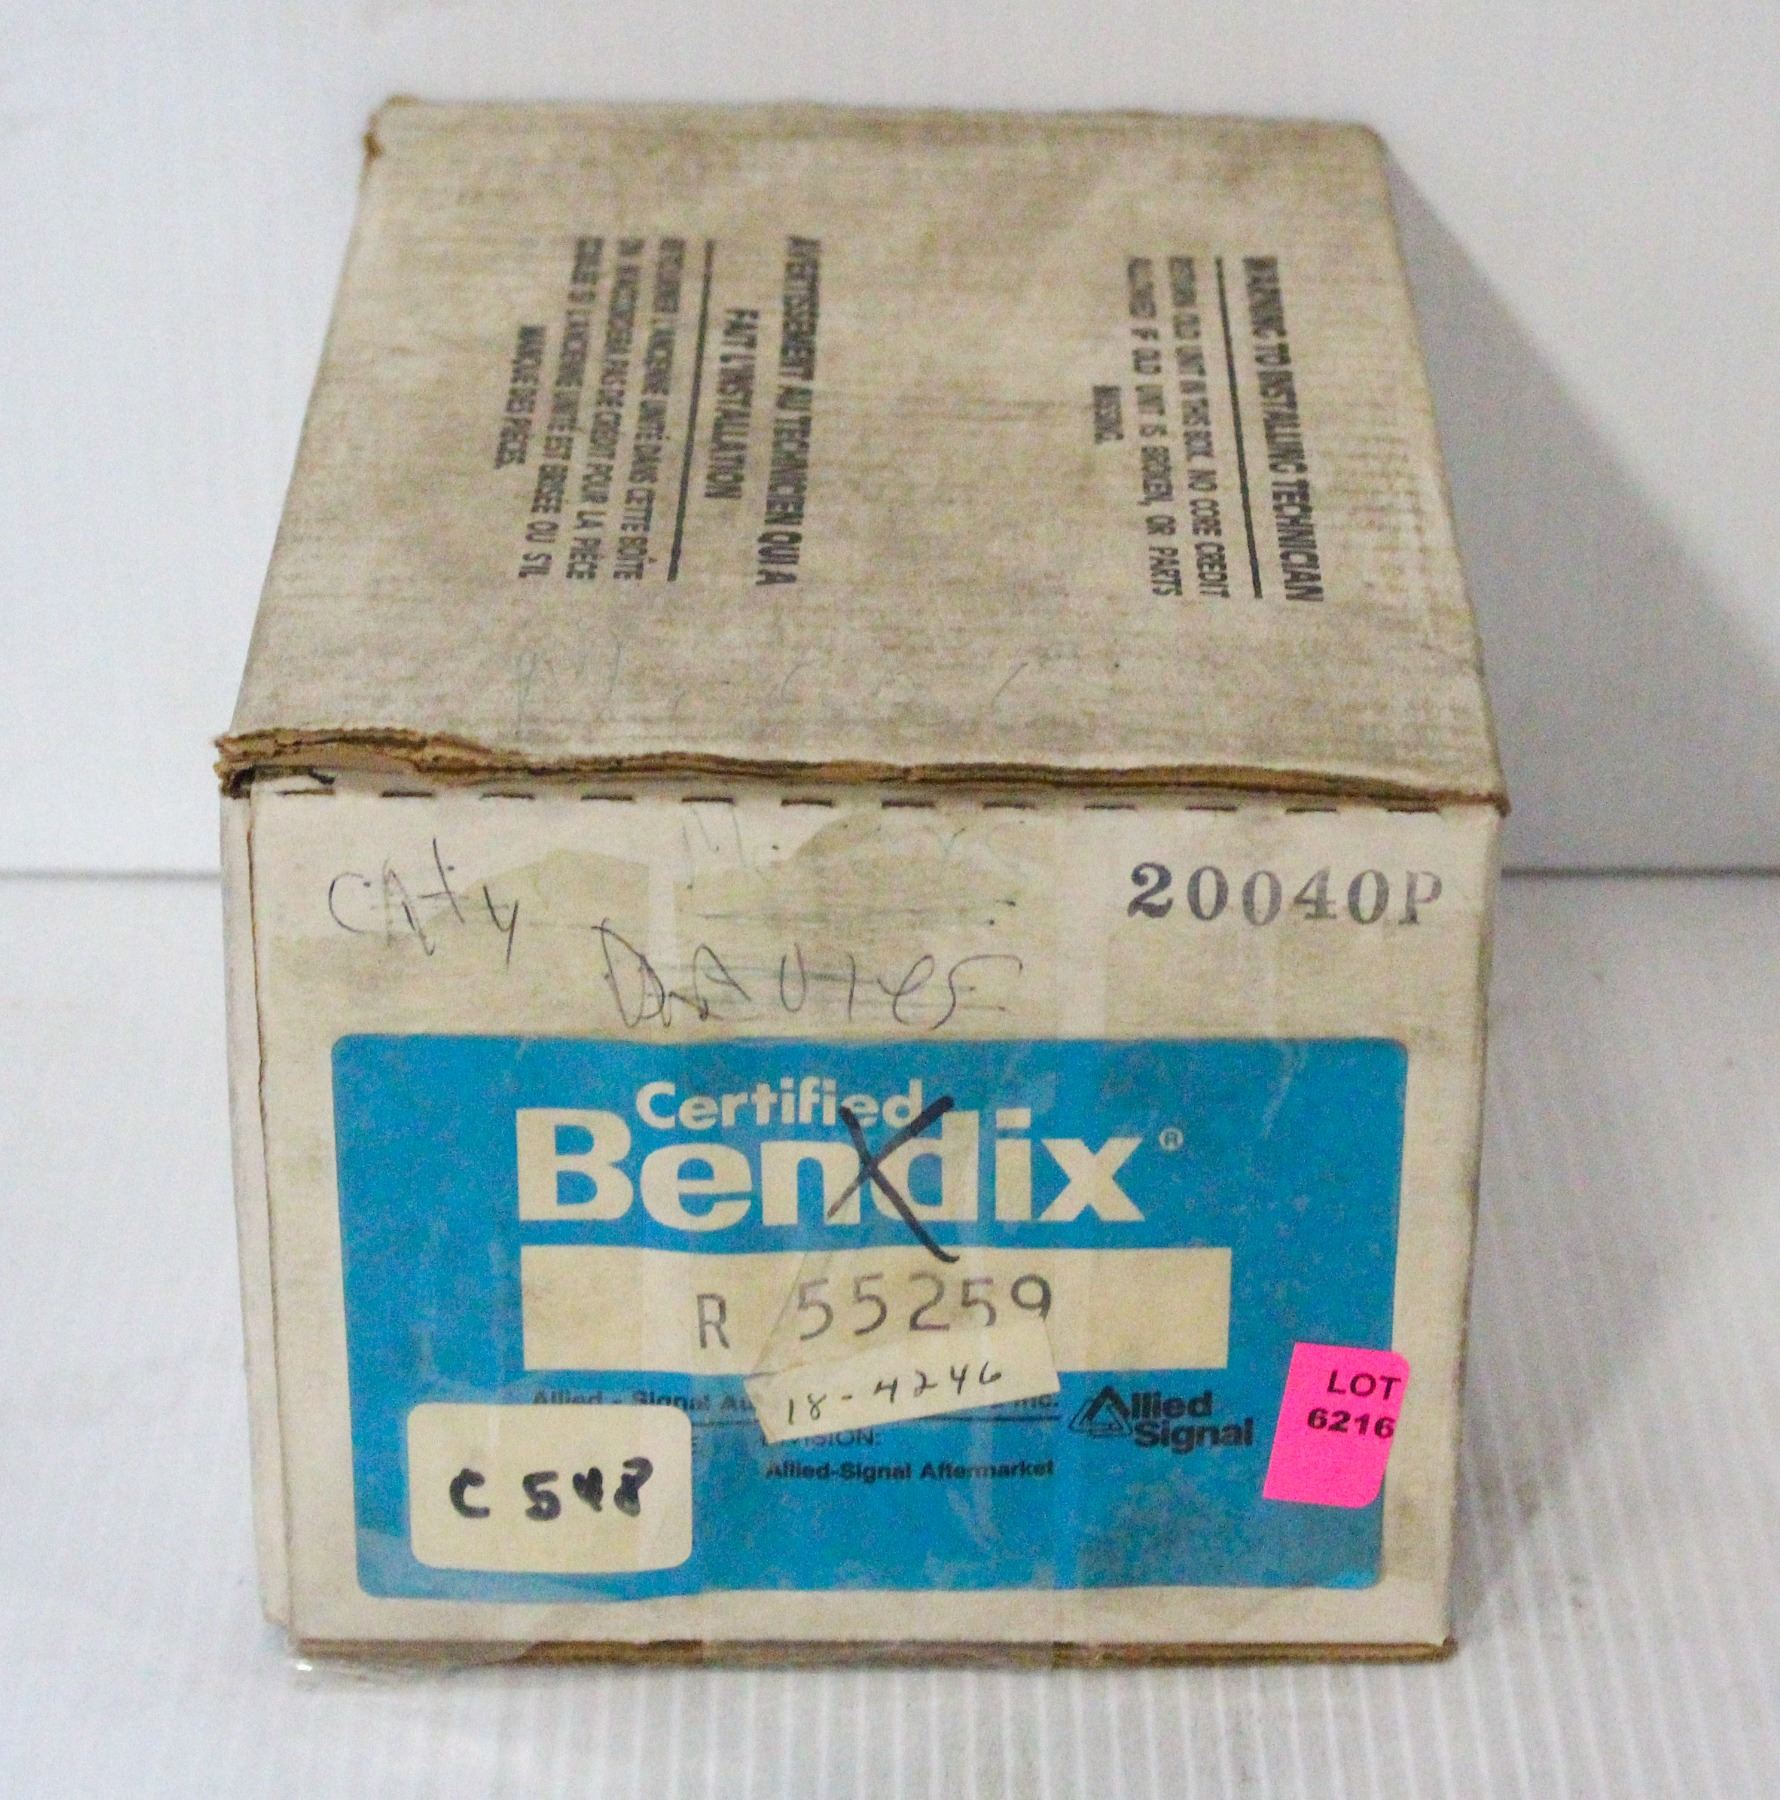 WARNING TO INSTALLING TECHNICIAN
RETURN OLD UNIT IN THIS BOX. NO CORE CREDIT
ALLOWED IF OLD UNIT IS BROKEN, OR PARTS
MISSING.
AVERTISSEMENT AU TECHNICIEN QUI A
FAIT L'INSTALLATION
RETOURNER L'ANCIENNE UNITÉ DANS CETTE BOÎTE
ON N'ACCORDERA PAS DE CRÉDIT POUR LA PIÈCE
SI L'ANCIENNE UNITÉ EST BRISÉE OU S'IL
MANQUE DES PIÈCES.
20040P
Certified
Bendix®
R 55259
18-4246
Allied - Signal Inc.
DIVISION:
Allied-Signal Aftermarket
Allied
Signal
C 548
LOT
6216